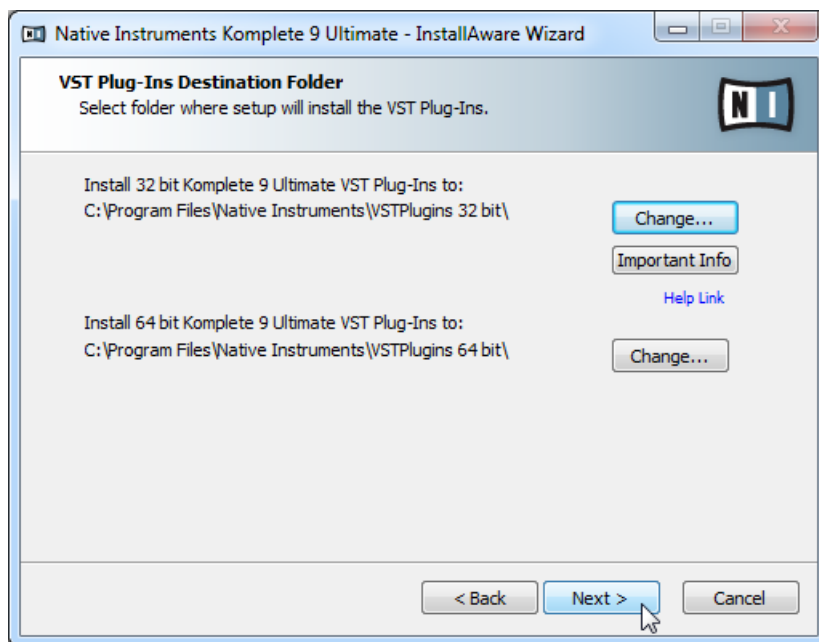 Native Instruments Komplete 9 Ultimate - InstallAware Wizard
VST Plug-Ins Destination Folder
Select folder where setup will install the VST Plug-Ins.
N I
Install 32 bit Komplete 9 Ultimate VST Plug-Ins to:
C:\Program Files\Native Instruments\VSTPlugins 32 bit\
Change...
Important Info
Help Link
Install 64 bit Komplete 9 Ultimate VST Plug-Ins to:
C:\Program Files\Native Instruments\VSTPlugins 64 bit\
Change...
< Back Next > Cancel